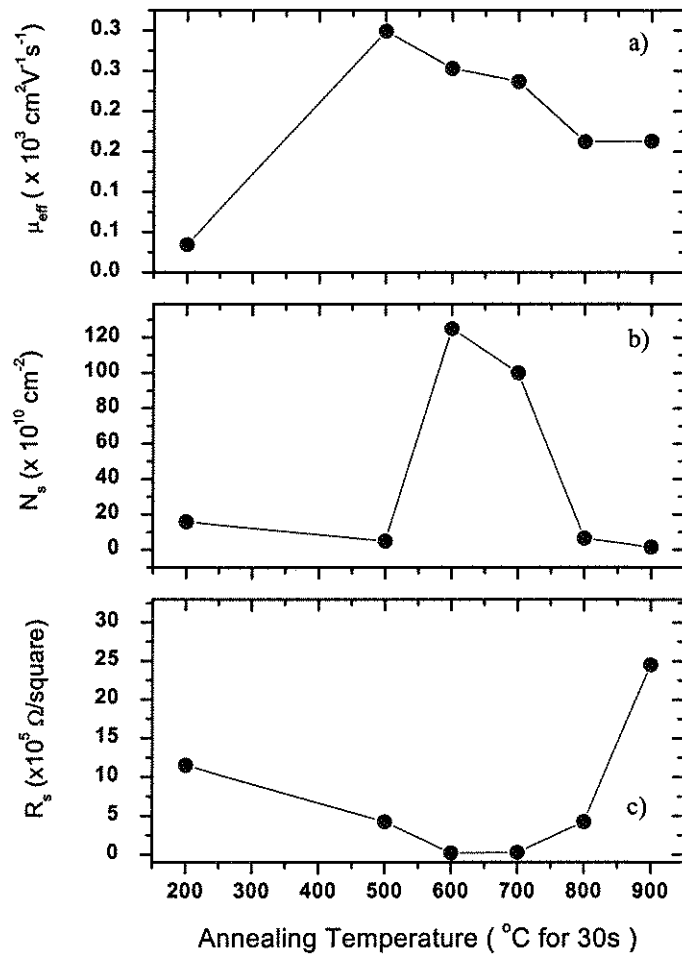 a)
0.3
0.3
0.2
0.2
0.1
0.1
0.0
μeff ( x 10³ cm²V⁻¹s⁻¹)
b)
120
100
80
60
40
20
0
Ns (x 10¹⁰ cm⁻²)
c)
30
25
20
15
10
5
0
Rs (x10⁵ Ω/square)
200 300 400 500 600 700 800 900
Annealing Temperature ( °C for 30s )